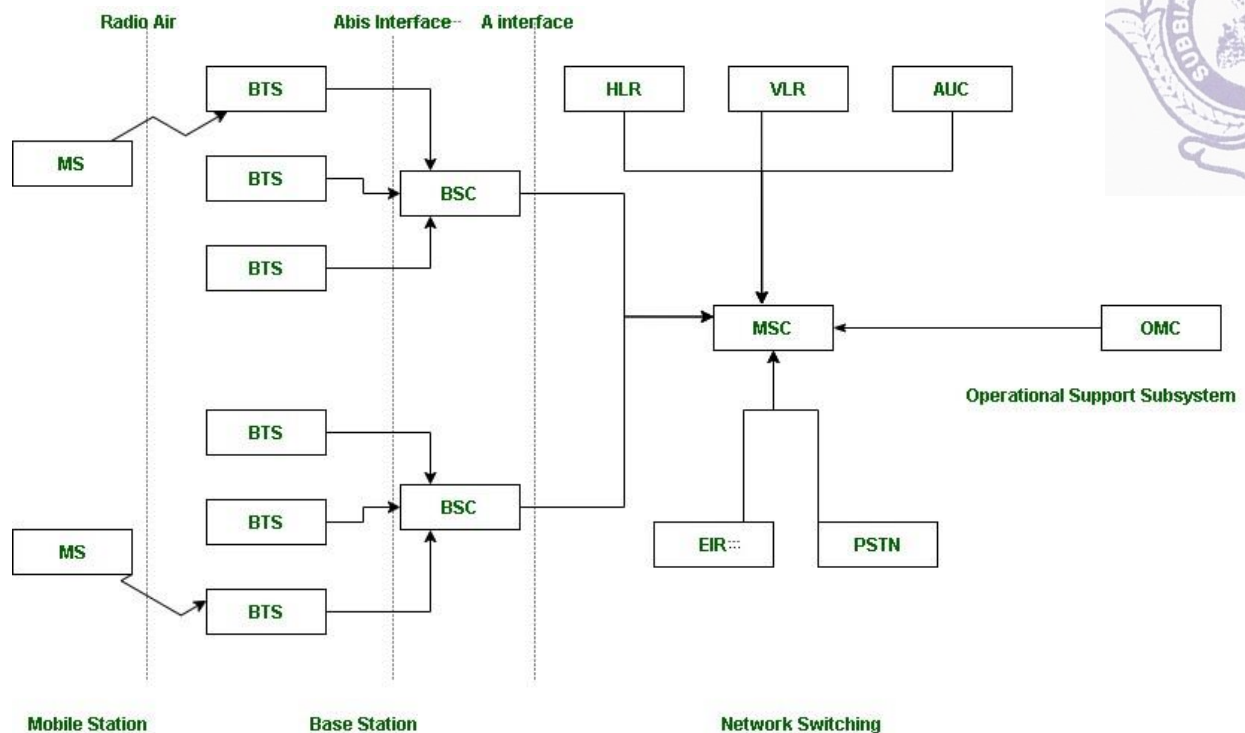 Radio Air
Abis Interface
A interface
BTS
HLR
VLR
AUC
MS
BTS
BSC
BTS
MSC
OMC
Operational Support Subsystem
BTS
BTS
BSC
MS
EIR
PSTN
BTS
Mobile Station
Base Station
Network Switching